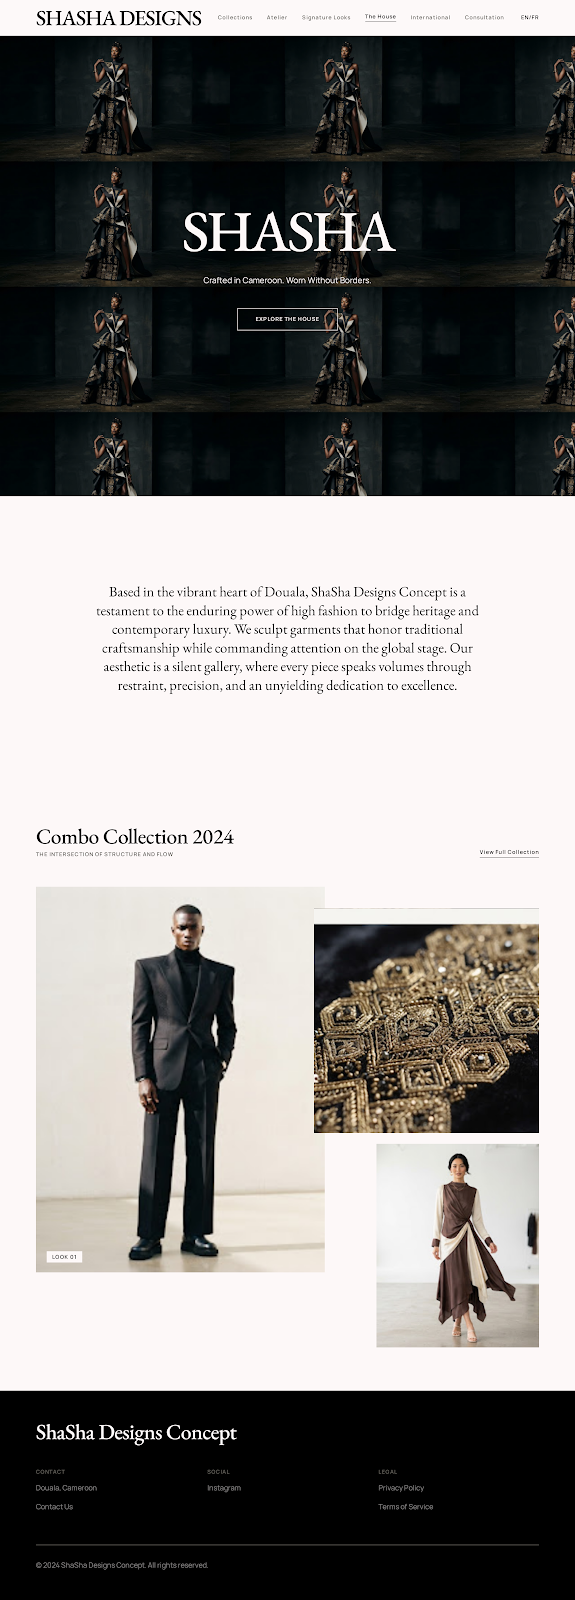 SHASHA DESIGNS
Collections
Atelier
Signature Looks
The House
International
Consultation
EN/FR
SHASHA
Crafted in Cameroon. Worn Without Borders.
EXPLORE THE HOUSE
Based in the vibrant heart of Douala, ShaSha Designs Concept is a
testament to the enduring power of high fashion to bridge heritage and
contemporary luxury. We sculpt garments that honor traditional
craftsmanship while commanding attention on the global stage. Our
aesthetic is a silent gallery, where every piece speaks volumes through
restraint, precision, and an unyielding dedication to excellence.
Combo Collection 2024
THE INTERSECTION OF STRUCTURE AND FLOW
View Full Collection
LOOK 01
ShaSha Designs Concept
CONTACT
Douala, Cameroon
Contact Us
SOCIAL
Instagram
LEGAL
Privacy Policy
Terms of Service
© 2024 ShaSha Designs Concept. All rights reserved.